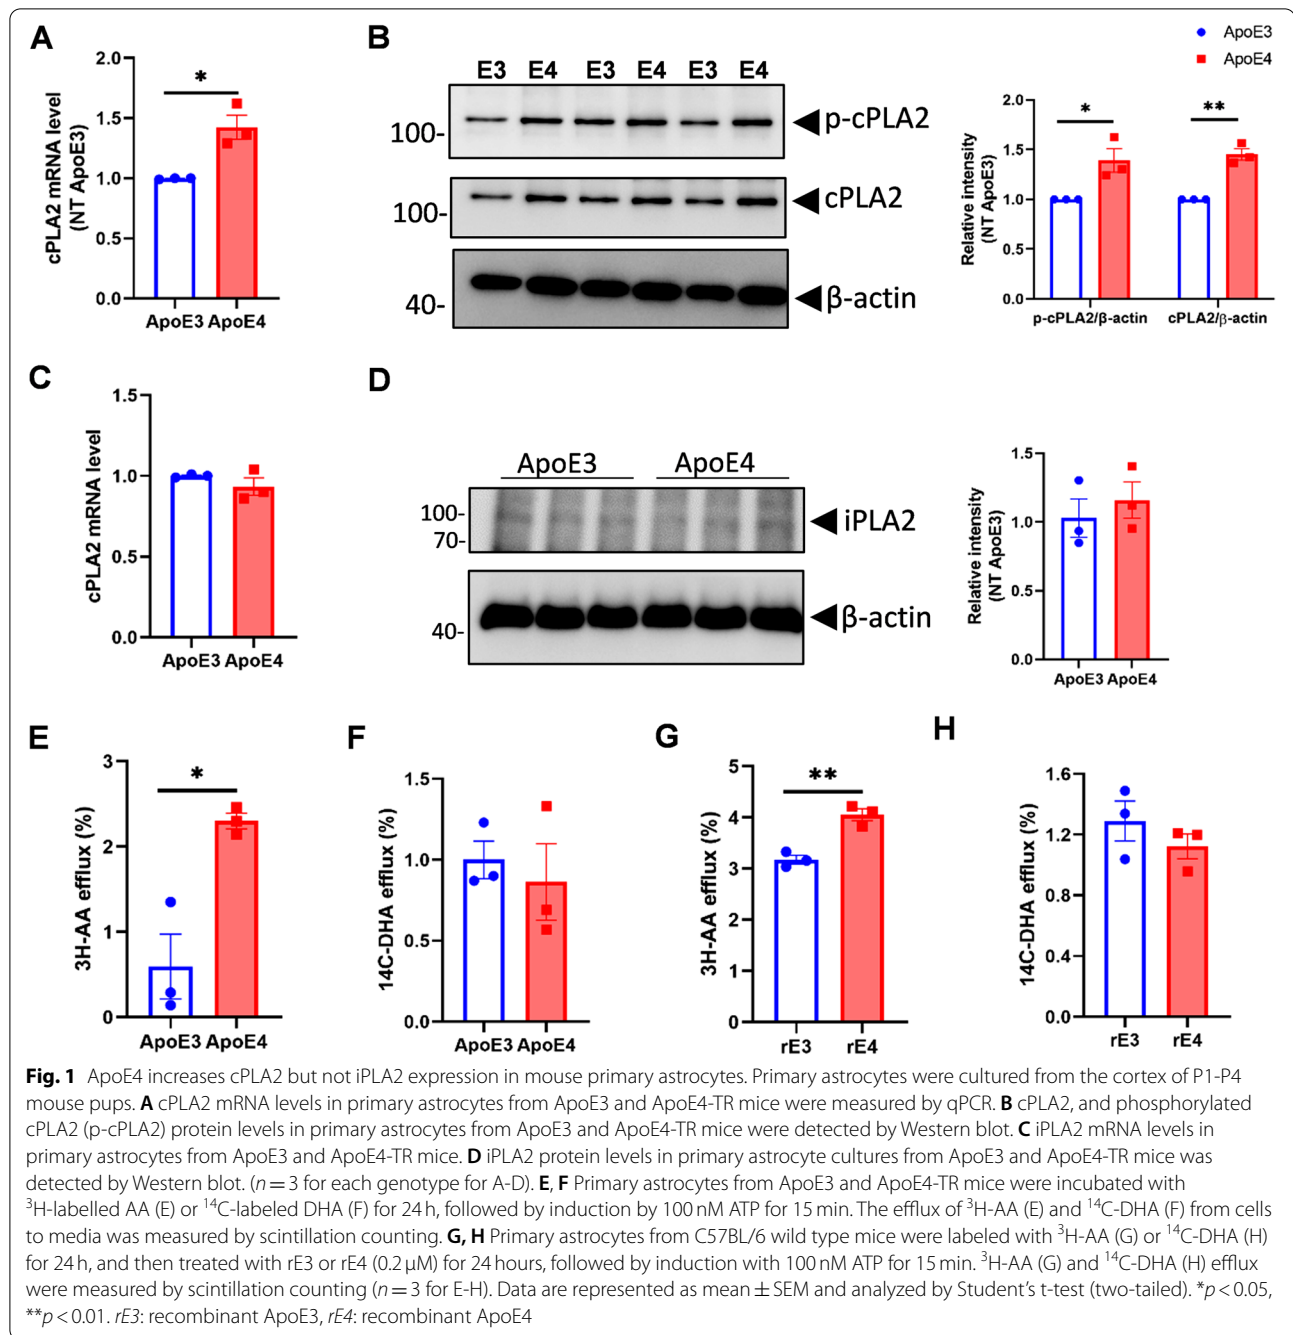 A
2.0
1.5
1.0
0.5
0.0
cPLA2 mRNA level
(NT ApoE3)
*
ApoE3 ApoE4
B
E3 E4 E3 E4 E3 E4
100-
p-cPLA2
100-
cPLA2
40-
β-actin
ApoE3
ApoE4
2.0
1.5
1.0
0.5
0.0
Relative intensity
(NT ApoE3)
*
**
p-cPLA2/β-actin cPLA2/β-actin
C
1.5
1.0
0.5
0.0
cPLA2 mRNA level
ApoE3 ApoE4
D
ApoE3 ApoE4
100-
70-
iPLA2
40-
β-actin
1.5
1.0
0.5
0.0
Relative intensity
(NT ApoE3)
ApoE3 ApoE4
E
3
2
1
0
3H-AA efflux (%)
*
ApoE3 ApoE4
F
1.5
1.0
0.5
0.0
14C-DHA efflux (%)
ApoE3 ApoE4
G
5
4
3
2
1
0
3H-AA efflux (%)
**
rE3 rE4
H
1.6
1.2
0.8
0.4
0.0
14C-DHA efflux (%)
rE3 rE4
Fig. 1 ApoE4 increases cPLA2 but not iPLA2 expression in mouse primary astrocytes. Primary astrocytes were cultured from the cortex of P1-P4
mouse pups. A cPLA2 mRNA levels in primary astrocytes from ApoE3 and ApoE4-TR mice were measured by qPCR. B cPLA2, and phosphorylated
cPLA2 (p-cPLA2) protein levels in primary astrocytes from ApoE3 and ApoE4-TR mice were detected by Western blot. C iPLA2 mRNA levels in
primary astrocytes from ApoE3 and ApoE4-TR mice. D iPLA2 protein levels in primary astrocyte cultures from ApoE3 and ApoE4-TR mice was
detected by Western blot. (n = 3 for each genotype for A-D). E, F Primary astrocytes from ApoE3 and ApoE4-TR mice were incubated with
³H-labelled AA (E) or ¹⁴C-labeled DHA (F) for 24 h, followed by induction by 100 nM ATP for 15 min. The efflux of ³H-AA (E) and ¹⁴C-DHA (F) from cells
to media was measured by scintillation counting. G, H Primary astrocytes from C57BL/6 wild type mice were labeled with ³H-AA (G) or ¹⁴C-DHA (H)
for 24 h, and then treated with rE3 or rE4 (0.2 μM) for 24 hours, followed by induction with 100 nM ATP for 15 min. ³H-AA (G) and ¹⁴C-DHA (H) efflux
were measured by scintillation counting (n = 3 for E-H). Data are represented as mean ± SEM and analyzed by Student's t-test (two-tailed). *p < 0.05,
**p < 0.01. rE3: recombinant ApoE3, rE4: recombinant ApoE4